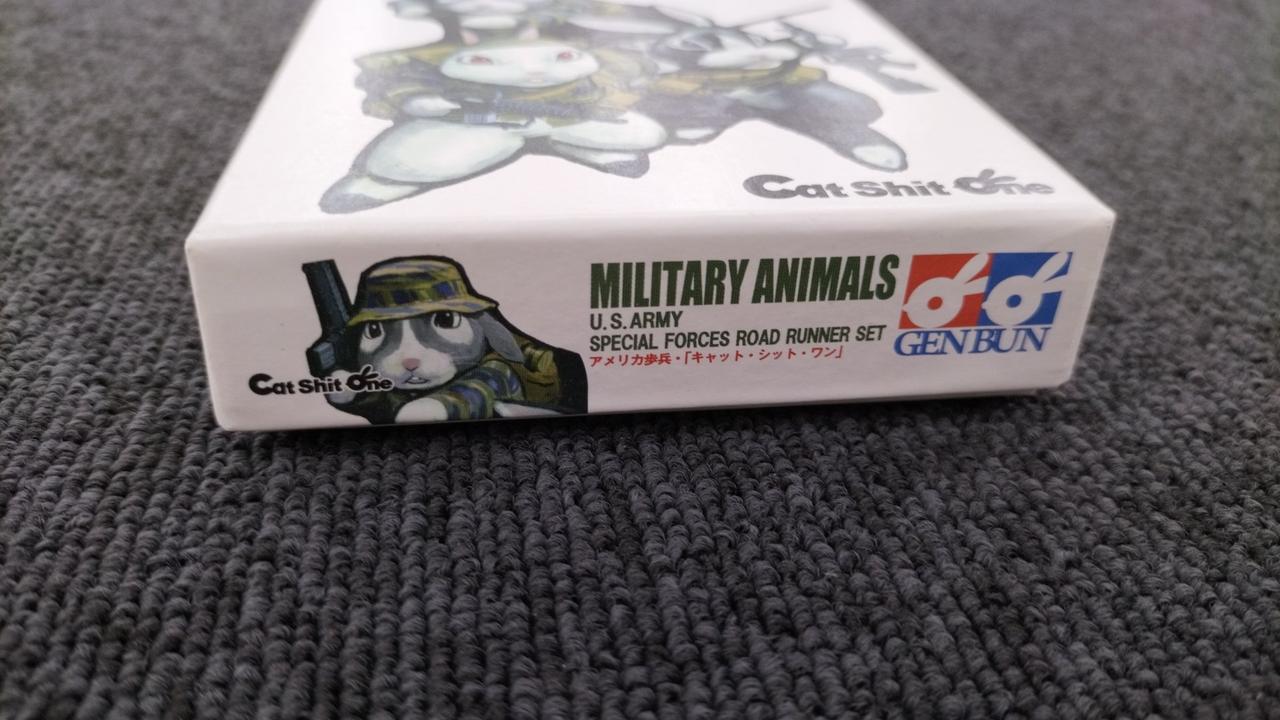 Cat Shit One
MILITARY ANIMALS
U.S.ARMY
SPECIAL FORCES ROAD RUNNER SET
アメリカ歩兵・「キャット・シット・ワン」
Cat Shit One
GENBUN